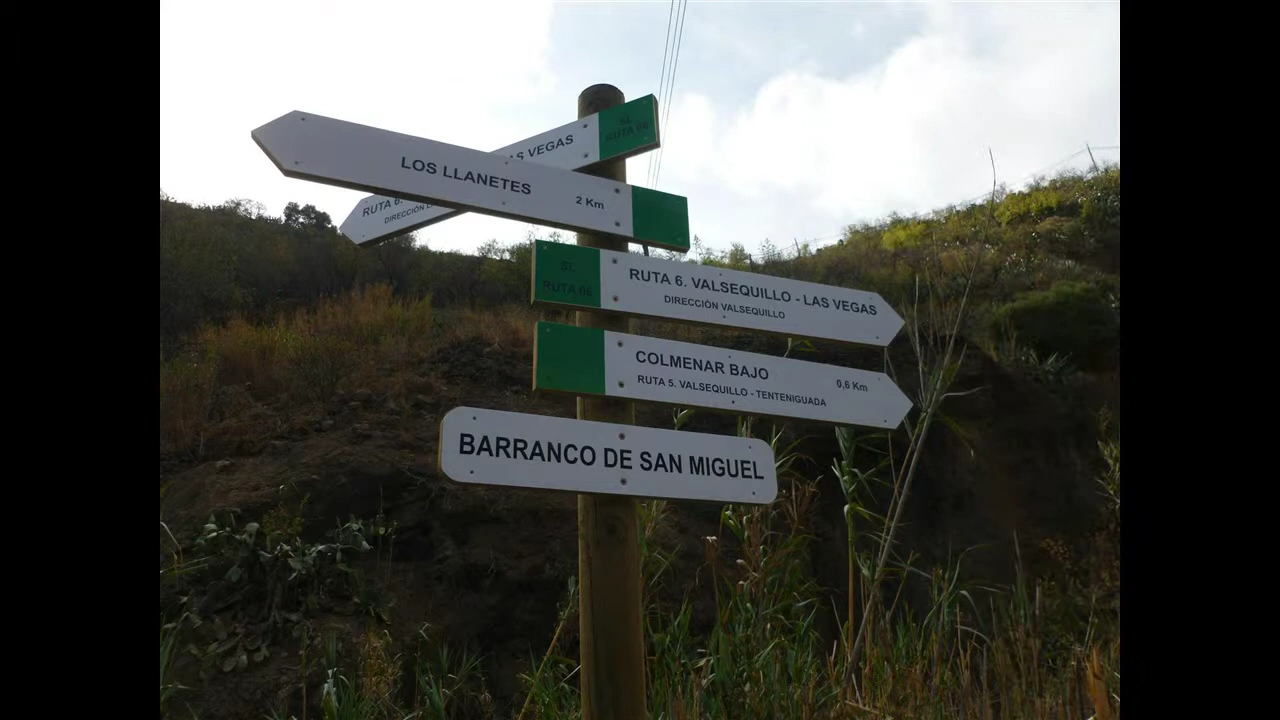 SL
RUTA 06
AS VEGAS
RUTA 6.
DIRECCIÓN L
LOS LLANETES
2 Km
SL
RUTA 06
RUTA 6. VALSEQUILLO - LAS VEGAS
DIRECCIÓN VALSEQUILLO
COLMENAR BAJO
0,6 Km
RUTA 5. VALSEQUILLO - TENTENIGUADA
BARRANCO DE SAN MIGUEL